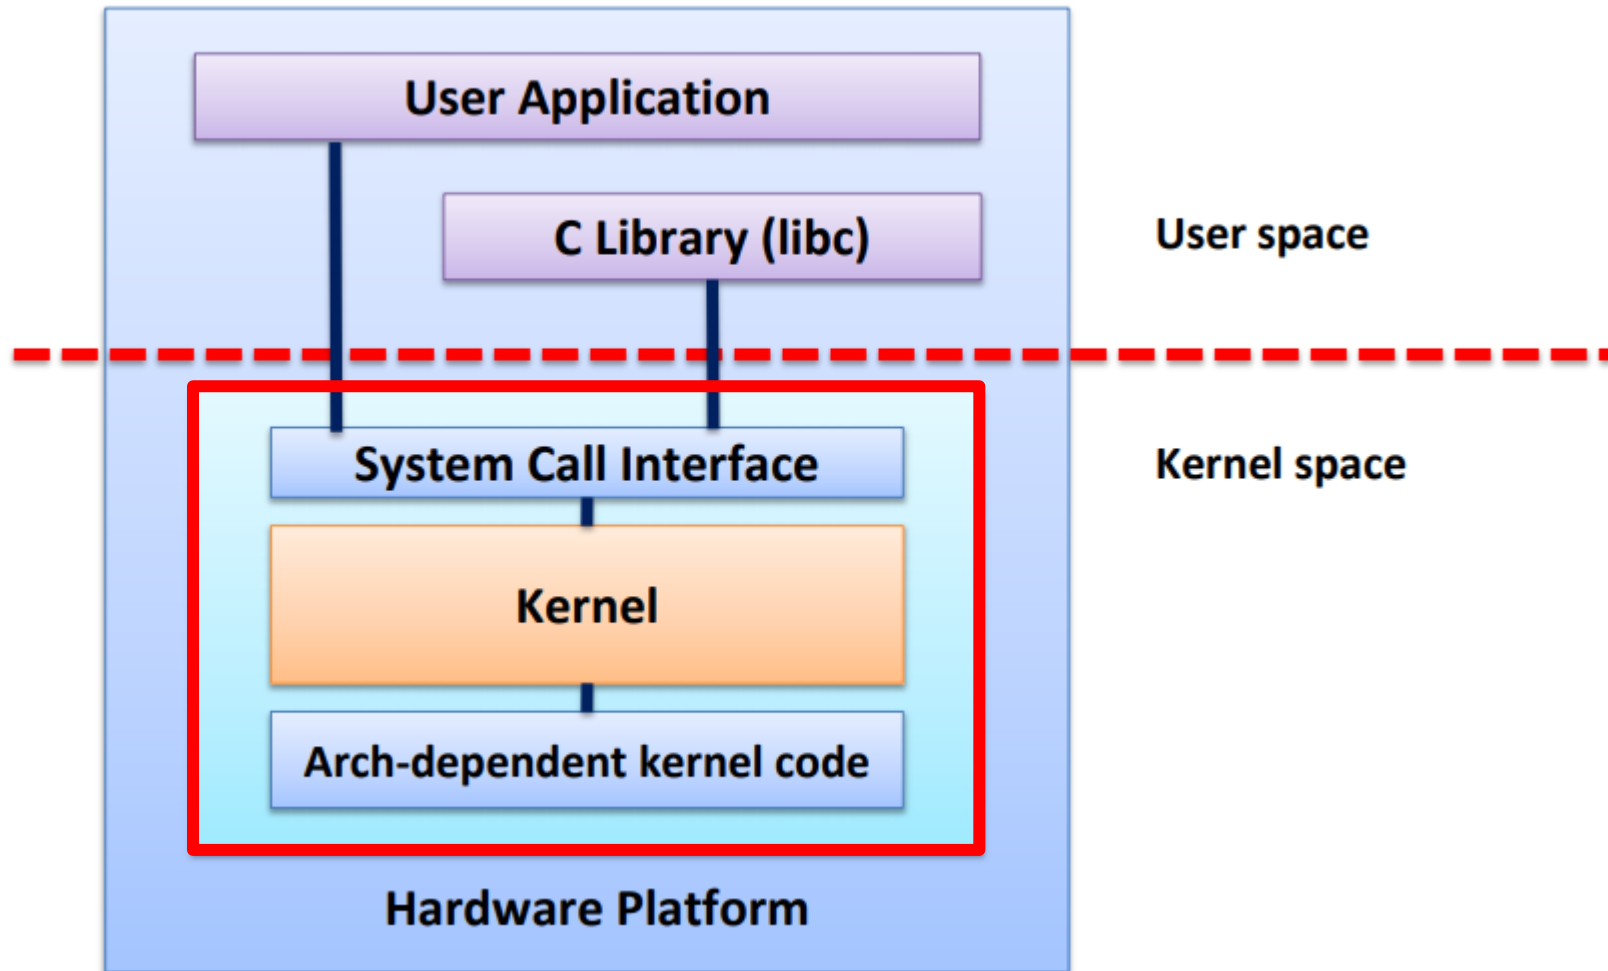 User Application
C Library (libc)
User space
System Call Interface
Kernel space
Kernel
Arch-dependent kernel code
Hardware Platform